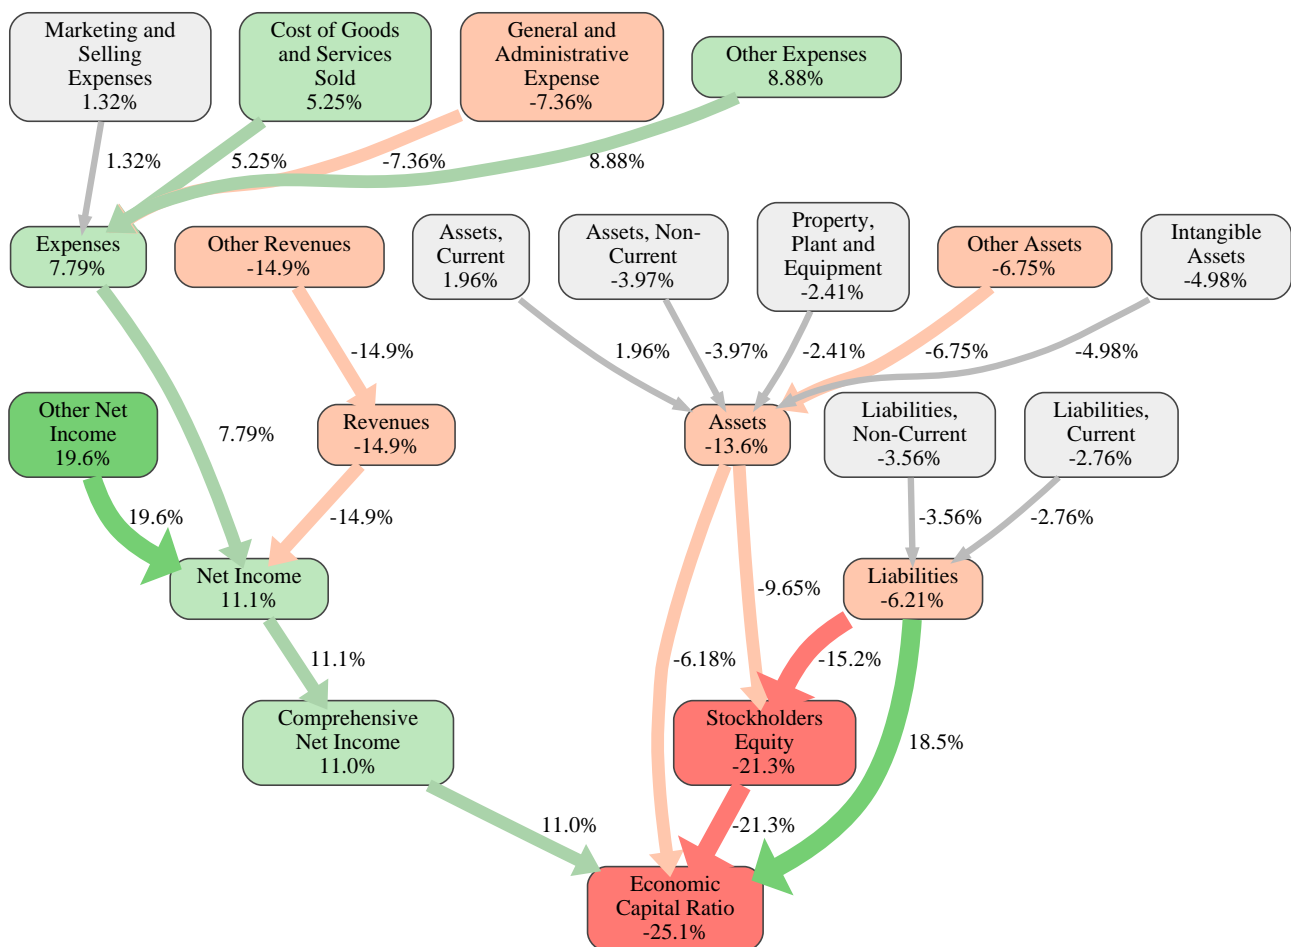 Marketing and
Selling
Expenses
1.32%
Cost of Goods
and Services
Sold
5.25%
General and
Administrative
Expense
-7.36%
Other Expenses
8.88%
1.32%
5.25%
-7.36%
8.88%
Expenses
7.79%
Other Revenues
-14.9%
Assets,
Current
1.96%
Assets, Non-
Current
-3.97%
Property,
Plant and
Equipment
-2.41%
Other Assets
-6.75%
Intangible
Assets
-4.98%
-14.9%
1.96%
-3.97%
-2.41%
-6.75%
-4.98%
Other Net
Income
19.6%
7.79%
Revenues
-14.9%
Assets
-13.6%
Liabilities,
Non-Current
-3.56%
Liabilities,
Current
-2.76%
19.6%
-14.9%
-3.56%
-2.76%
Net Income
11.1%
-9.65%
Liabilities
-6.21%
11.1%
-6.18%
-15.2%
Comprehensive
Net Income
11.0%
Stockholders
Equity
-21.3%
18.5%
11.0%
-21.3%
Economic
Capital Ratio
-25.1%